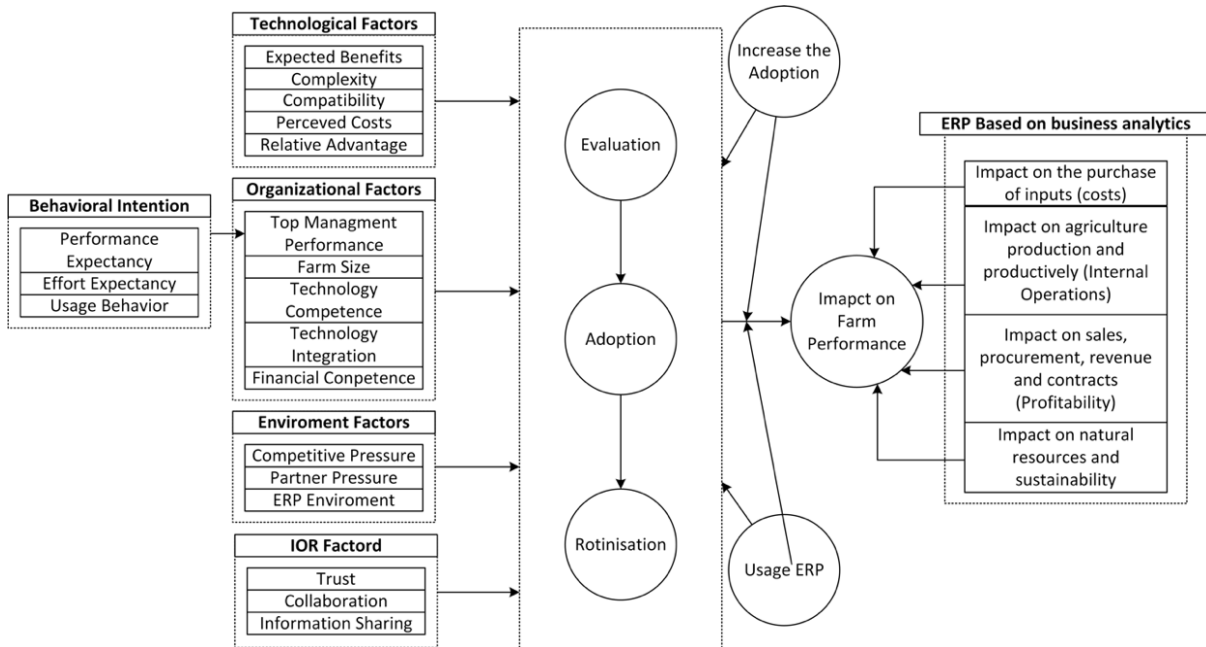 Technological Factors
Expected Benefits
Complexity
Compatibility
Perceved Costs
Relative Advantage
Behavioral Intention
Performance
Expectancy
Effort Expectancy
Usage Behavior
Organizational Factors
Top Managment
Performance
Farm Size
Technology
Competence
Technology
Integration
Financial Conpetence
Enviroment Factors
Competitive Pressure
Partner Pressure
ERP Enviroment
IOR Factord
Trust
Collaboration
Information Sharing
Evaluation
Adoption
Rotinisation
Increase the
Adoption
Usage ERP
Imapct on
Farm
Performance
ERP Based on business analytics
Impact on the purchase
of inputs (costs)
Impact on agriculture
production and
productively (Internal
Operations)
Impact on sales,
procurement, revenue
and contracts
(Profitability)
Impact on natural
resources and
sustainability